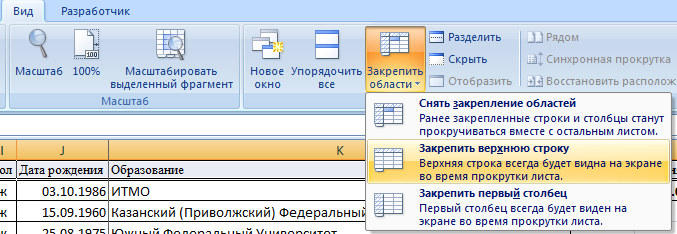 Вид Разработчик
Разделить Рядом
Скрыть Синхронная прокрутка
Отобразить Восстановить располож
Масштаб 100% Масштабировать выделенный фрагмент
Новое окно Упорядочить все Закрепить области
Масштаб
Снять закрепление областей
Ранее закрепленные строки и столбцы станут
прокручиваться вместе с остальным листом.
Закрепить верхнюю строку
Верхняя строка всегда будет видна на экране
во время прокрутки листа.
Закрепить первый столбец
Первый столбец всегда будет виден на
экране во время прокрутки листа.
I J K
ол Дата рождения Образование
ж 03.10.1986 ИТМО
ж 15.09.1960 Казанский (Приволжский) Федеральный
ж 25.08.1975 Южный Федеральный Университет